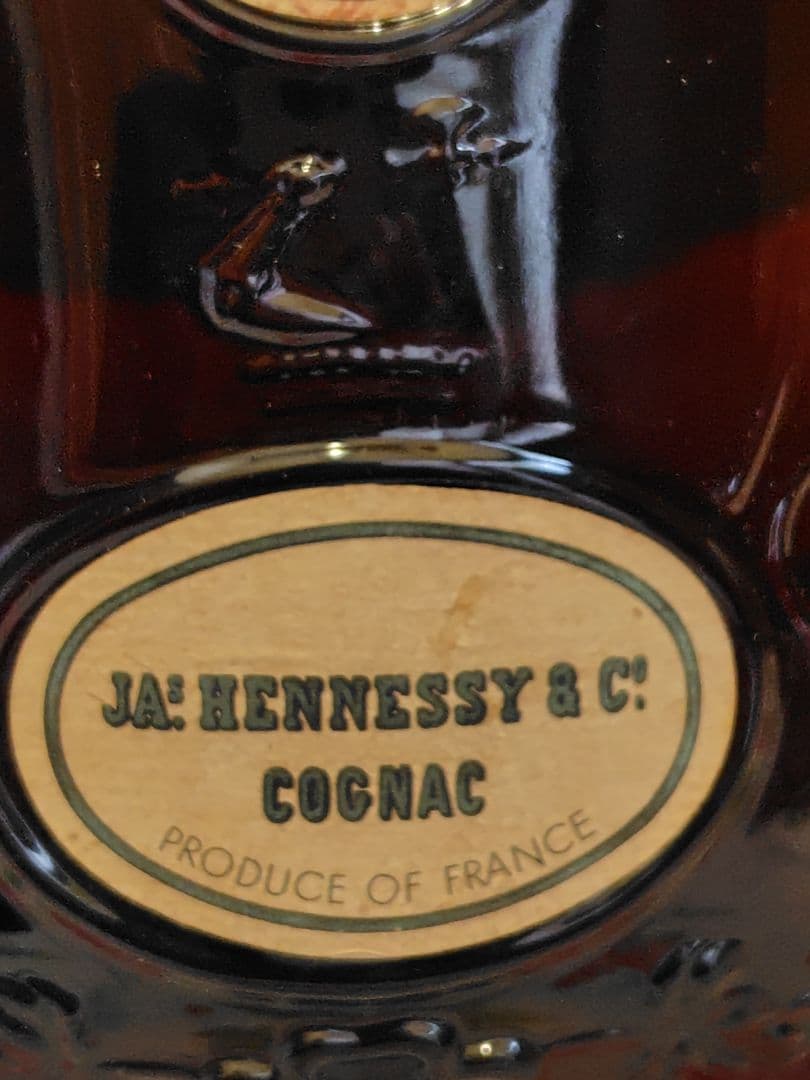 JAS HENNESSY & Cº
COGNAC
PRODUCE OF FRANCE